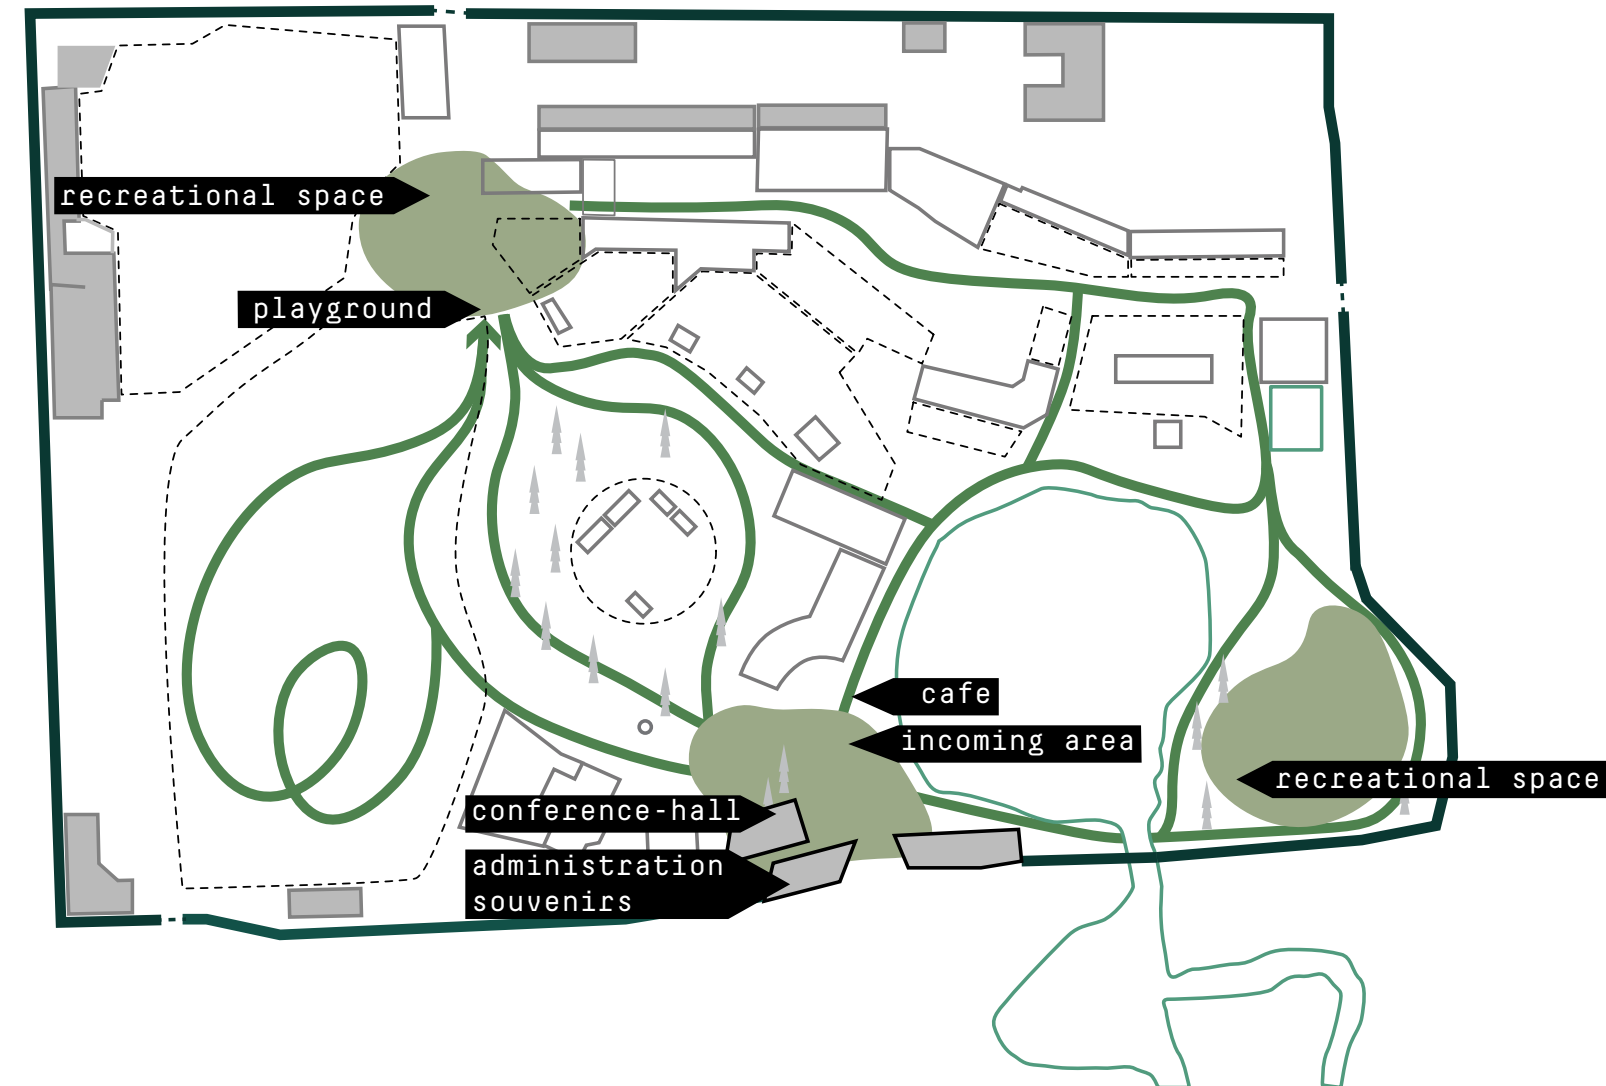 recreational space
playground
cafe
incoming area
recreational space
conference-hall
administration
souvenirs